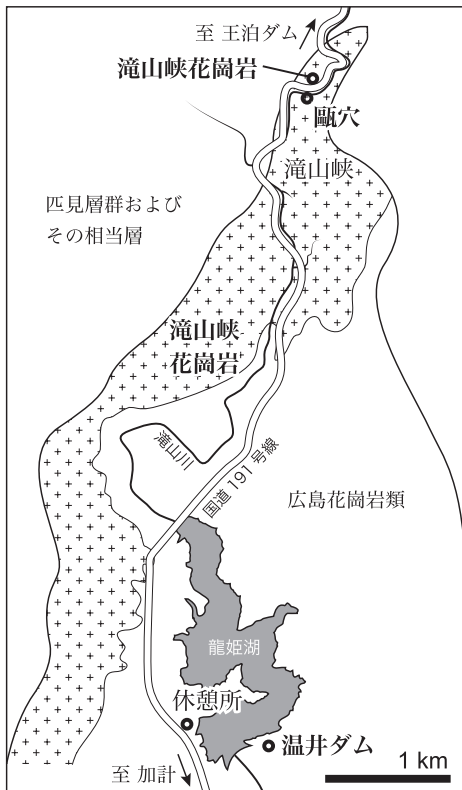 至 王泊ダム
滝山峡花崗岩
甌穴
滝山峡
匹見層群および
その相当層
滝山峡
花崗岩
滝山川
国道 191 号線
広島花崗岩類
龍姫湖
休憩所
温井ダム
至 加計
1 km